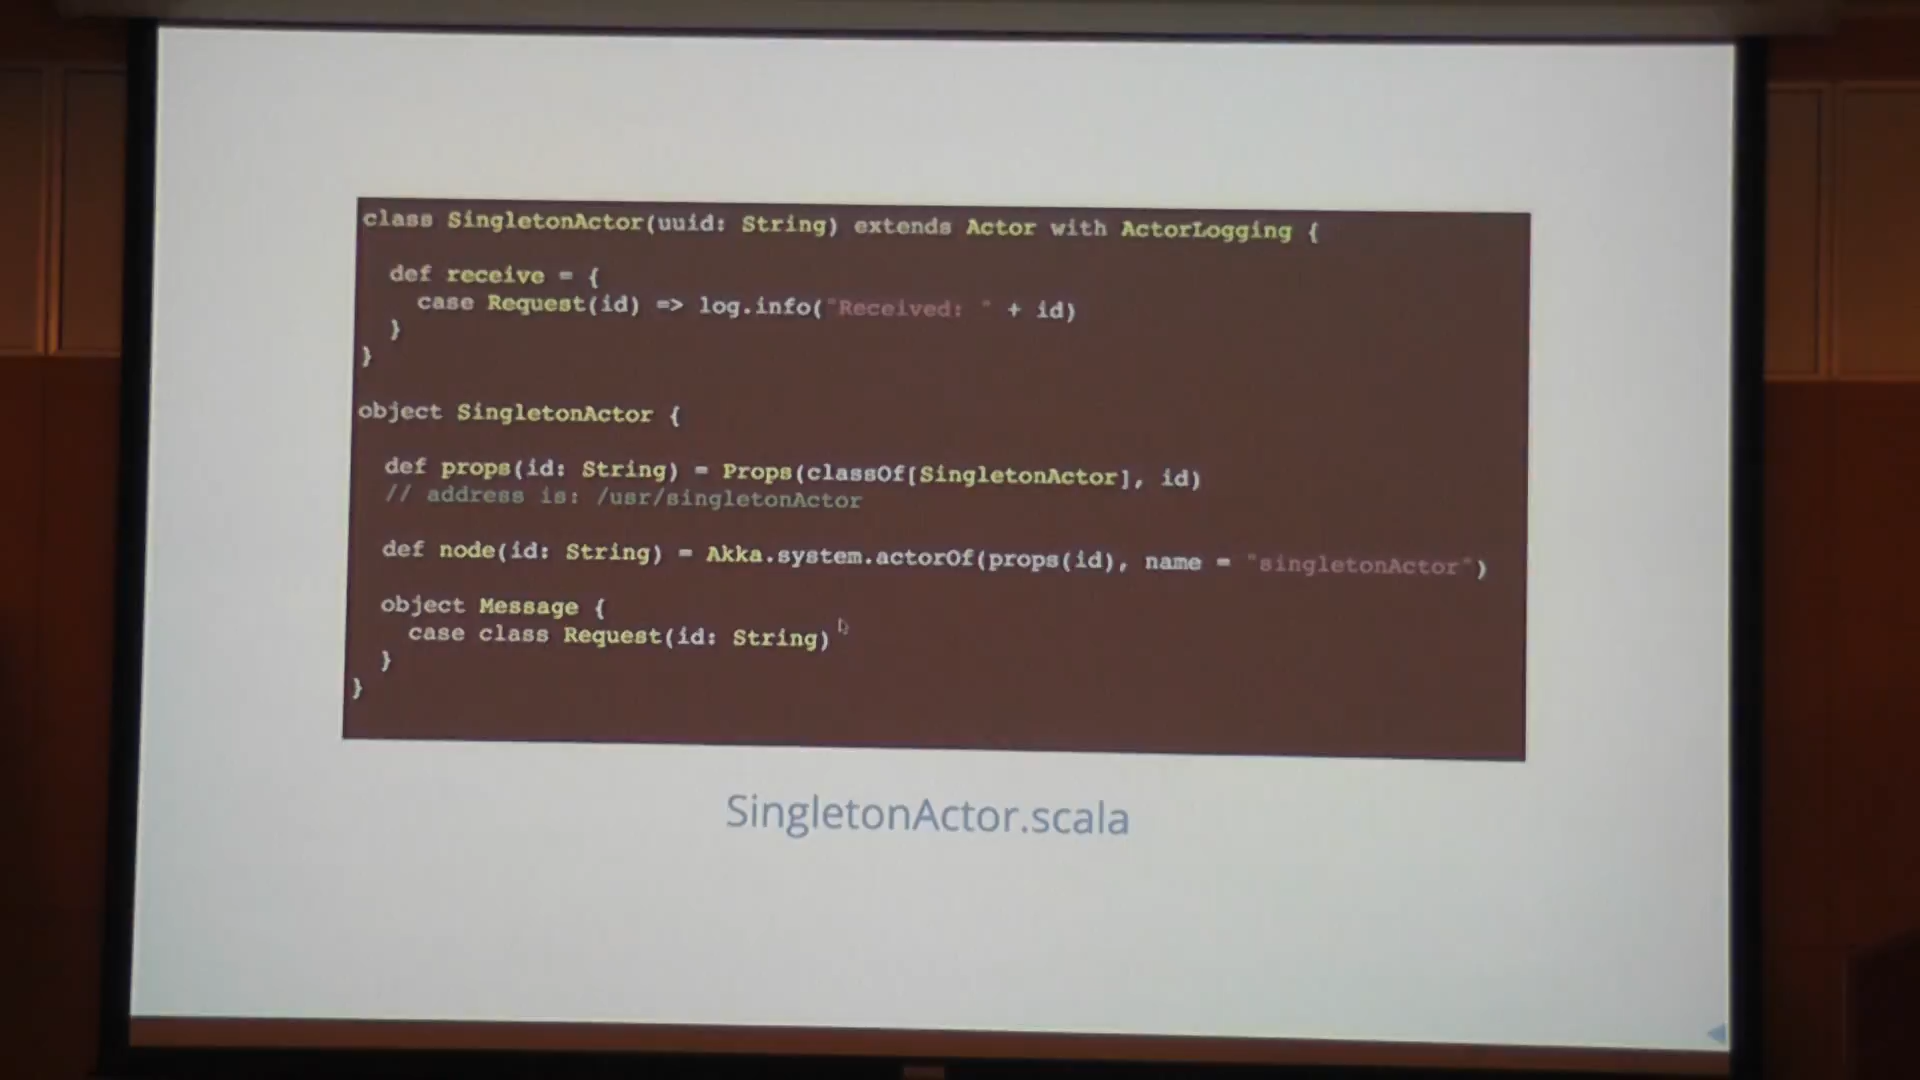 class SingletonActor(uuid: String) extends Actor with ActorLogging {
def receive = {
case Request(id) => log.info("Received: " + id)
}
}
object SingletonActor {
def props(id: String) = Props(classOf[SingletonActor], id)
// address is: /usr/singletonActor
def node(id: String) = Akka.system.actorOf(props(id), name = "singletonActor")
object Message {
case class Request(id: String)
}
}
SingletonActor.scala